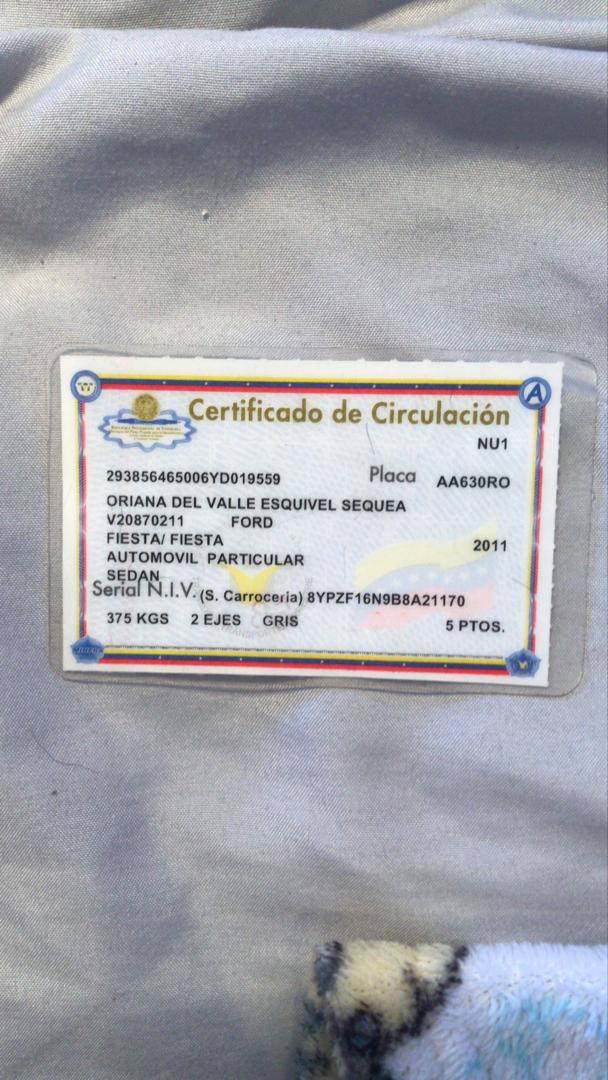 Certificado de Circulación
NU1
293856465006YD019559
Placa AA630RO
ORIANA DEL VALLE ESQUIVEL SEQUEA
V20870211 FORD
FIESTA/ FIESTA
2011
AUTOMOVIL PARTICULAR
SEDAN
Serial N.I.V. (S. Carroceria) 8YPZF16N9B8A21170
375 KGS 2 EJES GRIS
5 PTOS.